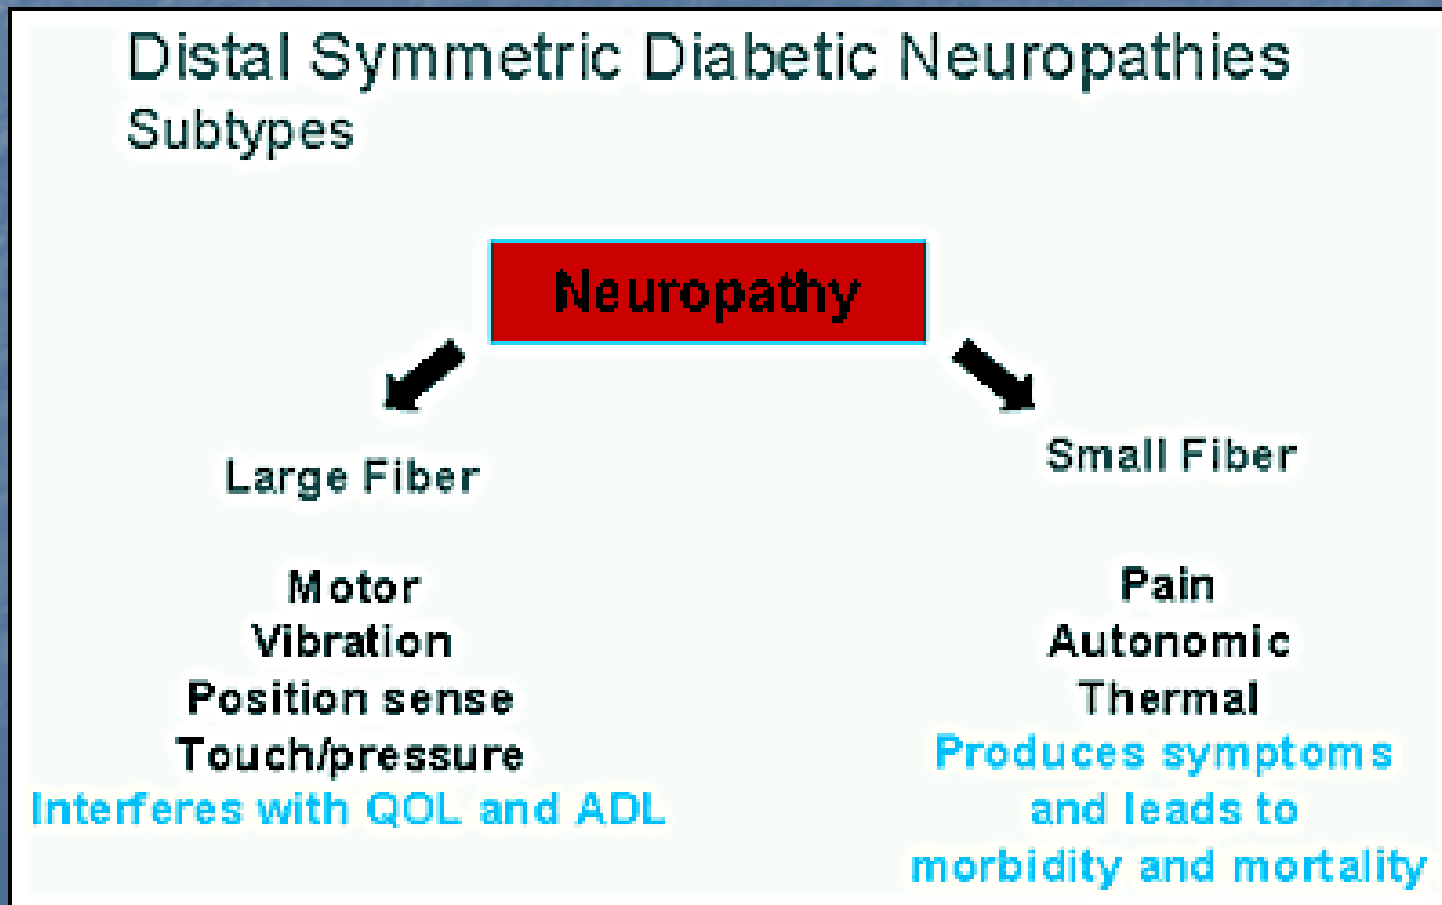 Distal Symmetric Diabetic Neuropathies
Subtypes
Neuropathy
Large Fiber
Motor
Vibration
Position sense
Touch/pressure
Interferes with QOL and ADL
Small Fiber
Pain
Autonomic
Thermal
Produces symptoms
and leads to
morbidity and mortality